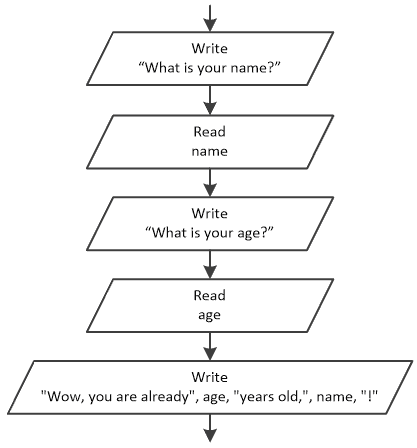 Write
“What is your name?”
Read
name
Write
“What is your age?”
Read
age
Write
"Wow, you are already", age, "years old,", name, "!"